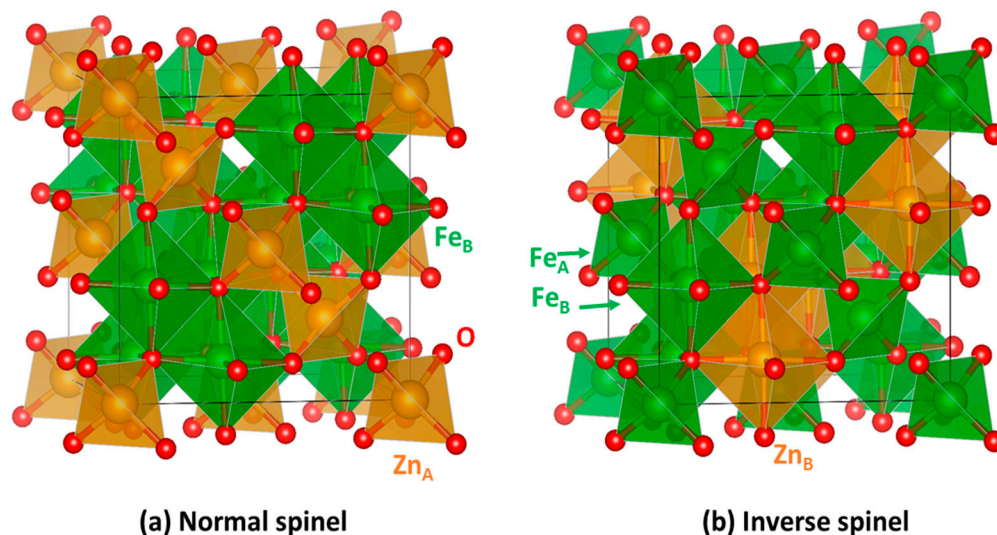 Fe_B
O
Zn_A
(a) Normal spinel
Fe_A
Fe_B
Zn_B
(b) Inverse spinel